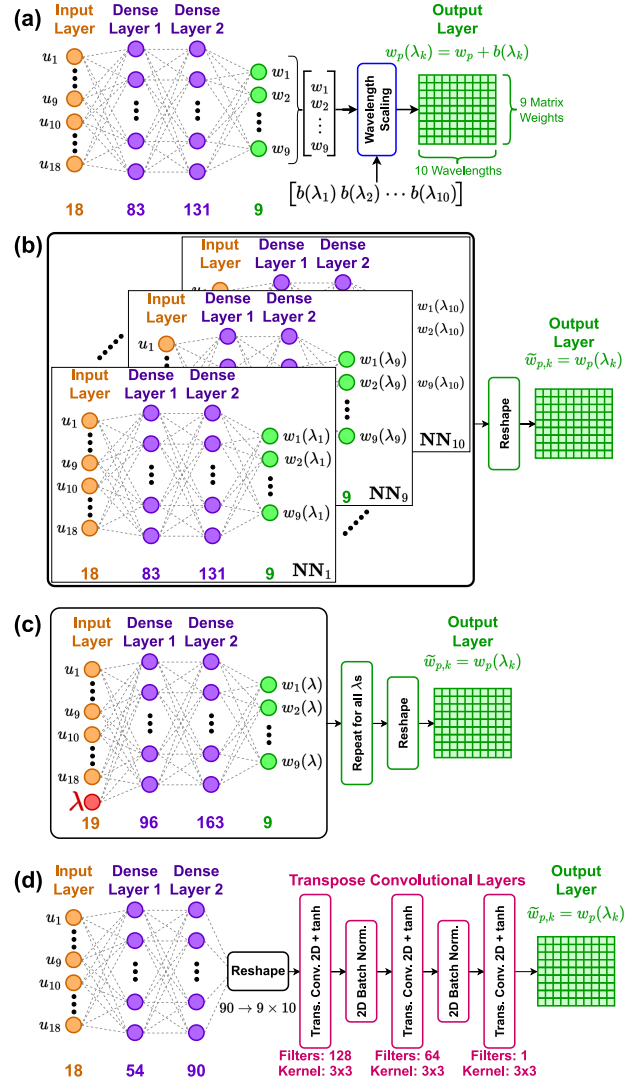 (a)
Input
Layer
Dense
Layer 1
Dense
Layer 2
Output
Layer
w_p(λ_k) = w_p + b(λ_k)
u_1
u_9
u_10
u_18
w_1
w_2
w_9
w_1
w_2
⋯
w_9
Wavelength
Scaling
9 Matrix
Weights
10 Wavelengths
[b(λ_1) b(λ_2) ⋯ b(λ_10)]
18
83
131
9
(b)
Input
Layer
Dense
Layer 1
Dense
Layer 2
w_1(λ_10)
w_2(λ_10)
w_9(λ_10)
NN_10
Input
Layer
Dense
Layer 1
Dense
Layer 2
u_1
w_1(λ_9)
w_2(λ_9)
w_9(λ_9)
9
NN_9
Input
Layer
Dense
Layer 1
Dense
Layer 2
u_1
u_9
u_10
u_18
w_1(λ_1)
w_2(λ_1)
w_9(λ_1)
18
83
131
9
NN_1
Reshape
Output
Layer
w̃_p,k = w_p(λ_k)
(c)
Input
Layer
Dense
Layer 1
Dense
Layer 2
u_1
u_9
u_10
u_18
λ
w_1(λ)
w_2(λ)
w_9(λ)
19
96
163
9
Repeat for all λs
Reshape
Output
Layer
w̃_p,k = w_p(λ_k)
(d)
Input
Layer
Dense
Layer 1
Dense
Layer 2
u_1
u_9
u_10
u_18
18
54
90
Reshape
90 → 9 × 10
Transpose Convolutional Layers
Trans. Conv. 2D + tanh
2D Batch Norm.
Trans. Conv. 2D + tanh
2D Batch Norm.
Trans. Conv. 2D + tanh
Filters: 128
Kernel: 3x3
Filters: 64
Kernel: 3x3
Filters: 1
Kernel: 3x3
Output
Layer
w̃_p,k = w_p(λ_k)